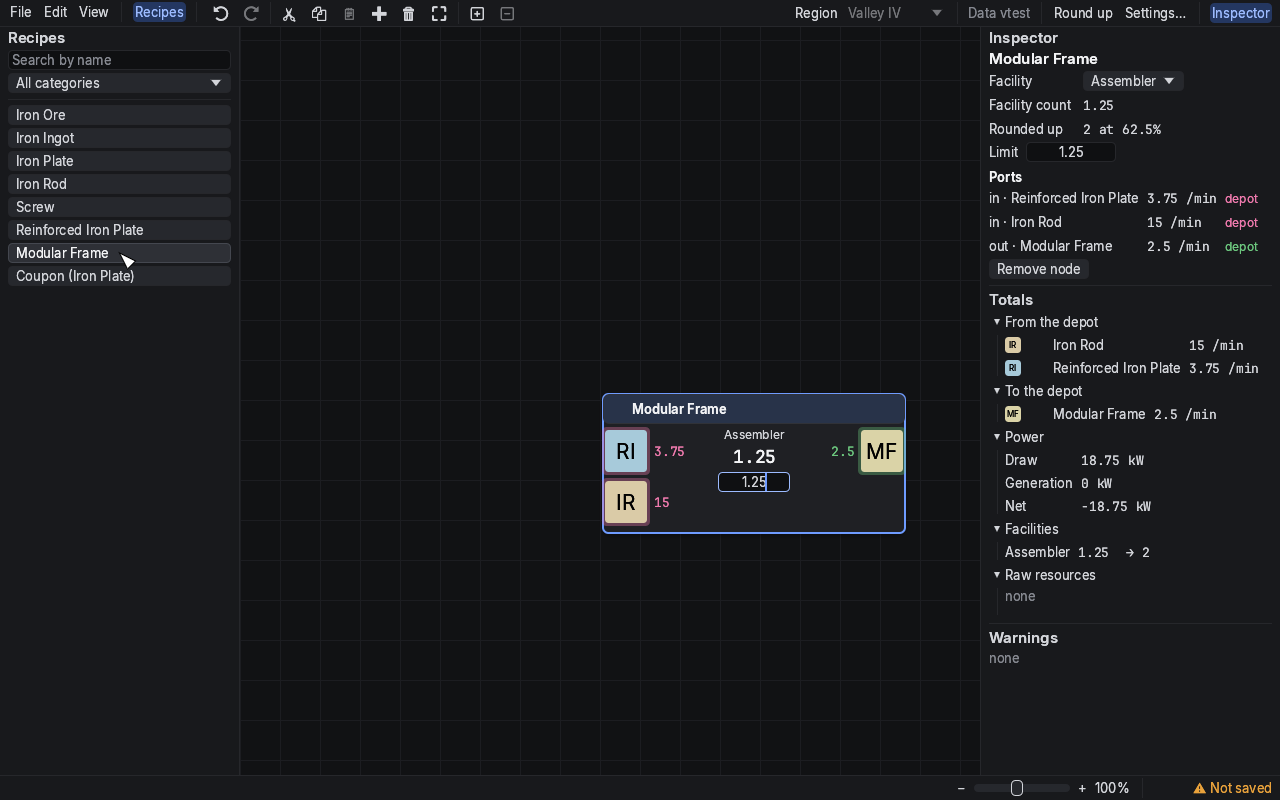 File Edit View Recipes Region Valley IV Data vtest Round up Settings... Inspector
Recipes
Search by name
All categories
Iron Ore
Iron Ingot
Iron Plate
Iron Rod
Screw
Reinforced Iron Plate
Modular Frame
Coupon (Iron Plate)
Modular Frame
Assembler
RI 3.75 1.25 2.5 MF
1.25
IR 15
Inspector
Modular Frame
Facility Assembler
Facility count 1.25
Rounded up 2 at 62.5%
Limit 1.25
Ports
in · Reinforced Iron Plate 3.75 /min depot
in · Iron Rod 15 /min depot
out · Modular Frame 2.5 /min depot
Remove node
Totals
From the depot
IR Iron Rod 15 /min
RI Reinforced Iron Plate 3.75 /min
To the depot
MF Modular Frame 2.5 /min
Power
Draw 18.75 kW
Generation 0 kW
Net -18.75 kW
Facilities
Assembler 1.25 → 2
Raw resources
none
Warnings
none
− + 100% Not saved